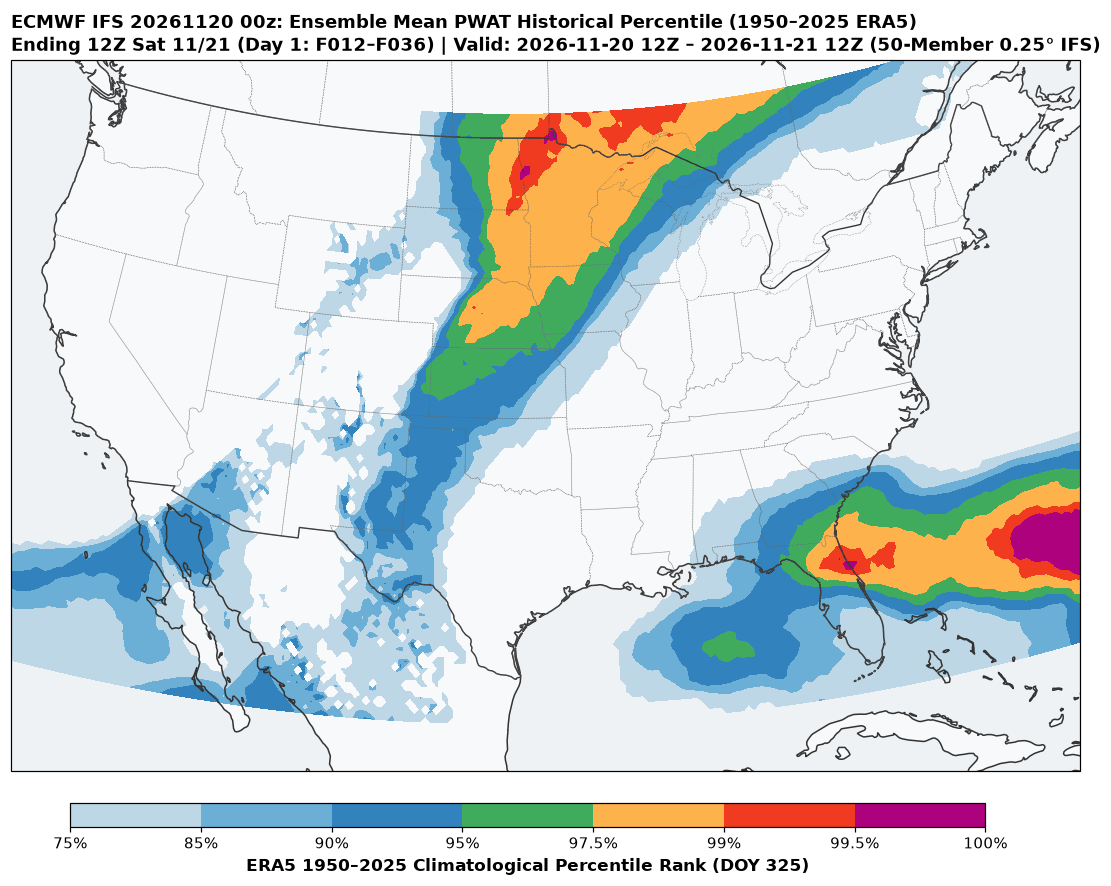 ECMWF IFS 20261120 00z: Ensemble Mean PWAT Historical Percentile (1950–2025 ERA5)
Ending 12Z Sat 11/21 (Day 1: F012–F036) | Valid: 2026-11-20 12Z – 2026-11-21 12Z (50-Member 0.25° IFS)
75% 85% 90% 95% 97.5% 99% 99.5% 100%
ERA5 1950–2025 Climatological Percentile Rank (DOY 325)